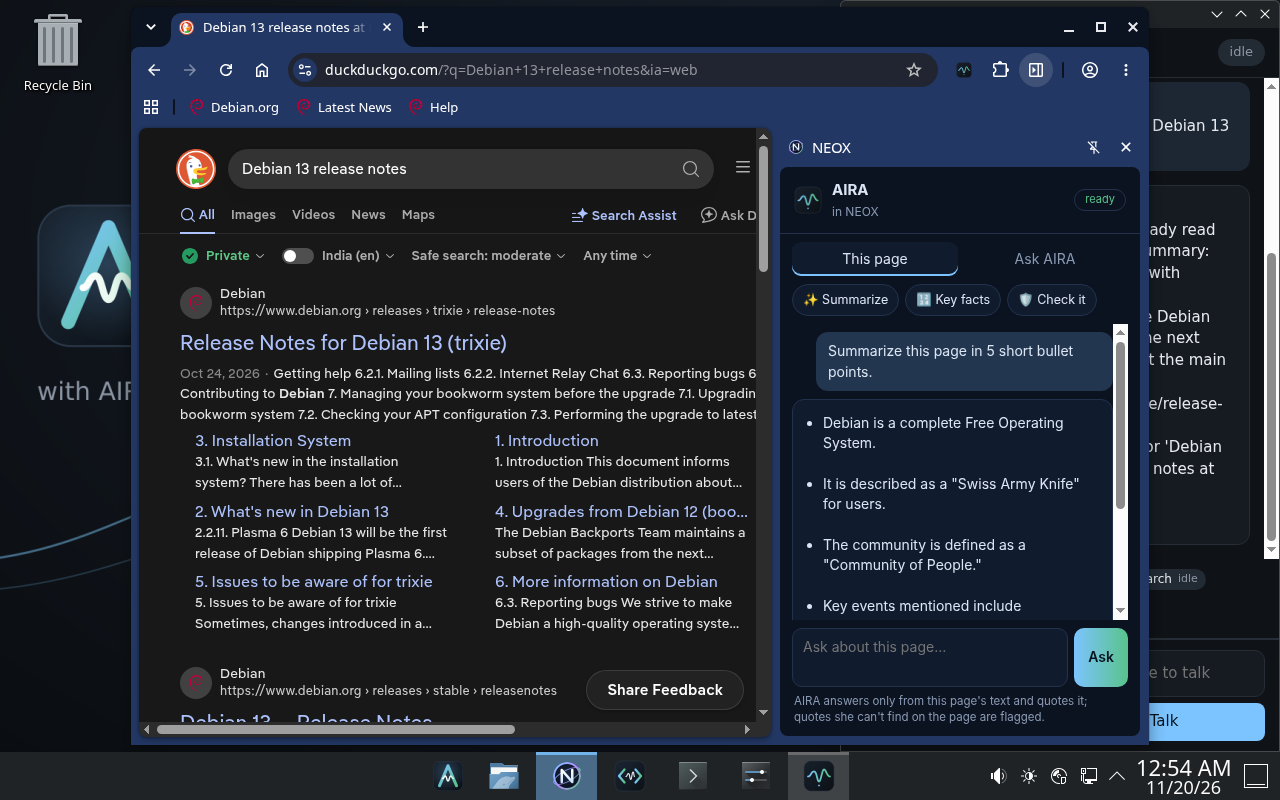 Recycle Bin
with AIR
Debian 13 release notes at
duckduckgo.com/?q=Debian+13+release+notes&ia=web
Debian.org
Latest News
Help
Debian 13 release notes
All
Images
Videos
News
Maps
Search Assist
Ask D
Private
India (en)
Safe search: moderate
Any time
Debian
https://www.debian.org › releases › trixie › release-notes
Release Notes for Debian 13 (trixie)
Oct 24, 2026 · Getting help 6.2.1. Mailing lists 6.2.2. Internet Relay Chat 6.3. Reporting bugs 6
Contributing to Debian 7. Managing your bookworm system before the upgrade 7.1. Upgradin
bookworm system 7.2. Checking your APT configuration 7.3. Performing the upgrade to latest
3. Installation System
3.1. What's new in the installation
system? There has been a lot of...
1. Introduction
1. Introduction This document informs
users of the Debian distribution about...
2. What's new in Debian 13
2.2.11. Plasma 6 Debian 13 will be the first
release of Debian shipping Plasma 6....
4. Upgrades from Debian 12 (boo...
The Debian Backports Team maintains a
subset of packages from the next...
5. Issues to be aware of for trixie
5. Issues to be aware of for trixie
Sometimes, changes introduced in a...
6. More information on Debian
6.3. Reporting bugs We strive to make
Debian a high-quality operating syste...
Debian
https://www.debian.org › releases › stable › releasenotes
Share Feedback
NEOX
AIRA
in NEOX
ready
This page
Ask AIRA
✨ Summarize
🔢 Key facts
🛡️ Check it
Summarize this page in 5 short bullet
points.
• Debian is a complete Free Operating
System.
• It is described as a "Swiss Army Knife"
for users.
• The community is defined as a
"Community of People."
• Key events mentioned include
Ask about this page...
Ask
AIRA answers only from this page's text and quotes it;
quotes she can't find on the page are flagged.
idle
Debian 13
ady read
ummary:
with
e Debian
he next
t the main
e/release-
or 'Debian
notes at
arch idle
e to talk
Talk
12:54 AM
11/20/26